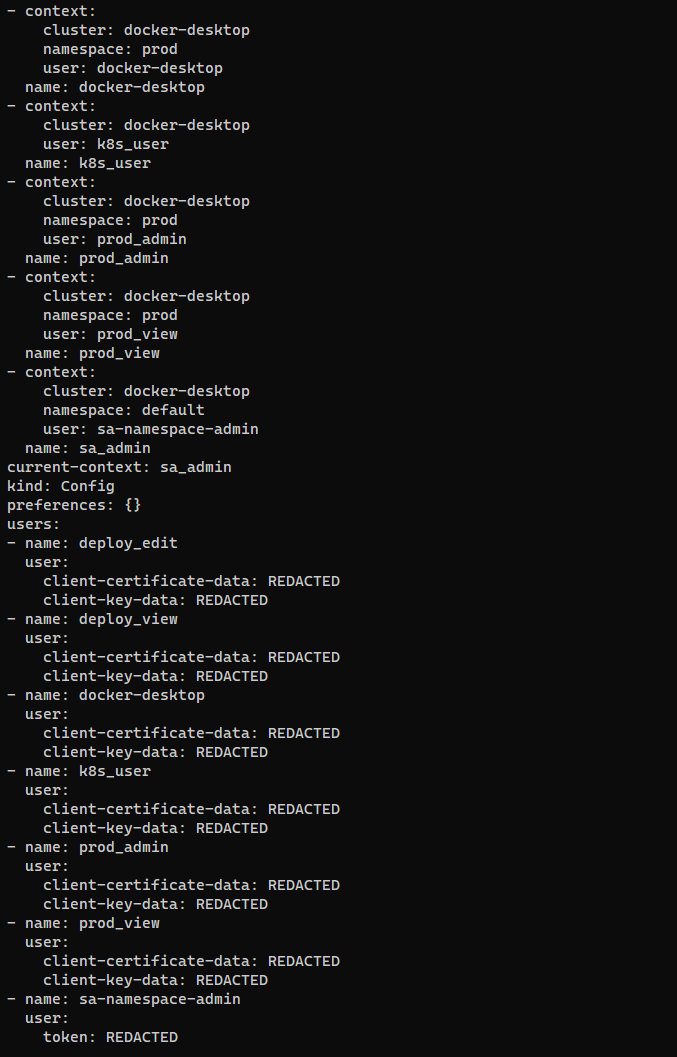 - context:
    cluster: docker-desktop
    namespace: prod
    user: docker-desktop
  name: docker-desktop
- context:
    cluster: docker-desktop
    user: k8s_user
  name: k8s_user
- context:
    cluster: docker-desktop
    namespace: prod
    user: prod_admin
  name: prod_admin
- context:
    cluster: docker-desktop
    namespace: prod
    user: prod_view
  name: prod_view
- context:
    cluster: docker-desktop
    namespace: default
    user: sa-namespace-admin
  name: sa_admin
current-context: sa_admin
kind: Config
preferences: {}
users:
- name: deploy_edit
  user:
    client-certificate-data: REDACTED
    client-key-data: REDACTED
- name: deploy_view
  user:
    client-certificate-data: REDACTED
    client-key-data: REDACTED
- name: docker-desktop
  user:
    client-certificate-data: REDACTED
    client-key-data: REDACTED
- name: k8s_user
  user:
    client-certificate-data: REDACTED
    client-key-data: REDACTED
- name: prod_admin
  user:
    client-certificate-data: REDACTED
    client-key-data: REDACTED
- name: prod_view
  user:
    client-certificate-data: REDACTED
    client-key-data: REDACTED
- name: sa-namespace-admin
  user:
    token: REDACTED